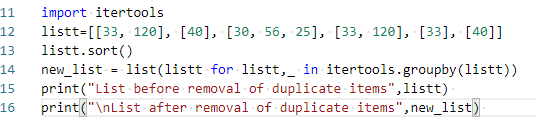 11 import itertools
12 listt=[[33, 120], [40], [30, 56, 25], [33, 120], [33], [40]]
13 listt.sort()
14 new_list = list(listt for listt,_ in itertools.groupby(listt))
15 print("List before removal of duplicate items",listt)
16 print("\nList after removal of duplicate items",new_list)